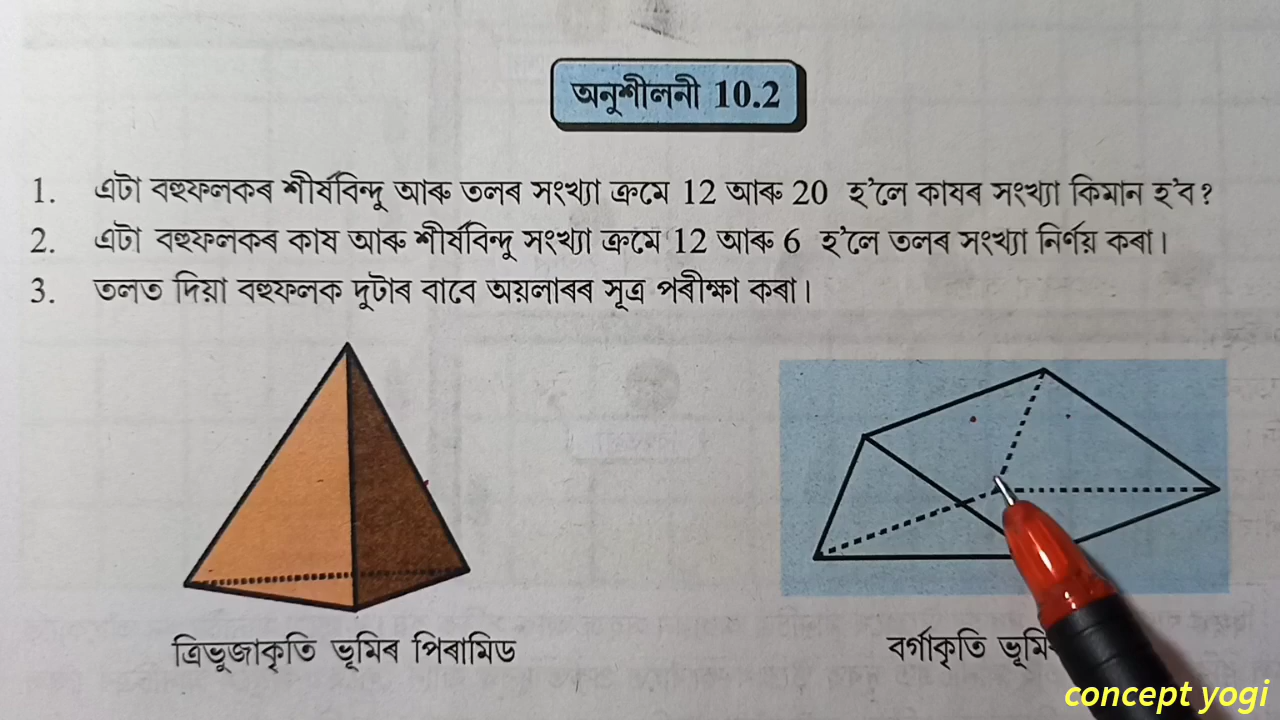 অনুশীলনী 10.2
1. এটা বহুফলকৰ শীৰ্ষবিন্দু আৰু তলৰ সংখ্যা ক্ৰমে 12 আৰু 20 হ'লে কাষৰ সংখ্যা কিমান হ'ব?
2. এটা বহুফলকৰ কাষ আৰু শীৰ্ষবিন্দু সংখ্যা ক্ৰমে 12 আৰু 6 হ'লে তলৰ সংখ্যা নিৰ্ণয় কৰা।
3. তলত দিয়া বহুফলক দুটাৰ বাবে অয়লাৰৰ সূত্ৰ পৰীক্ষা কৰা।
ত্ৰিভূজাকৃতি ভূমিৰ পিৰামিড
বৰ্গাকৃতি
concept yogi